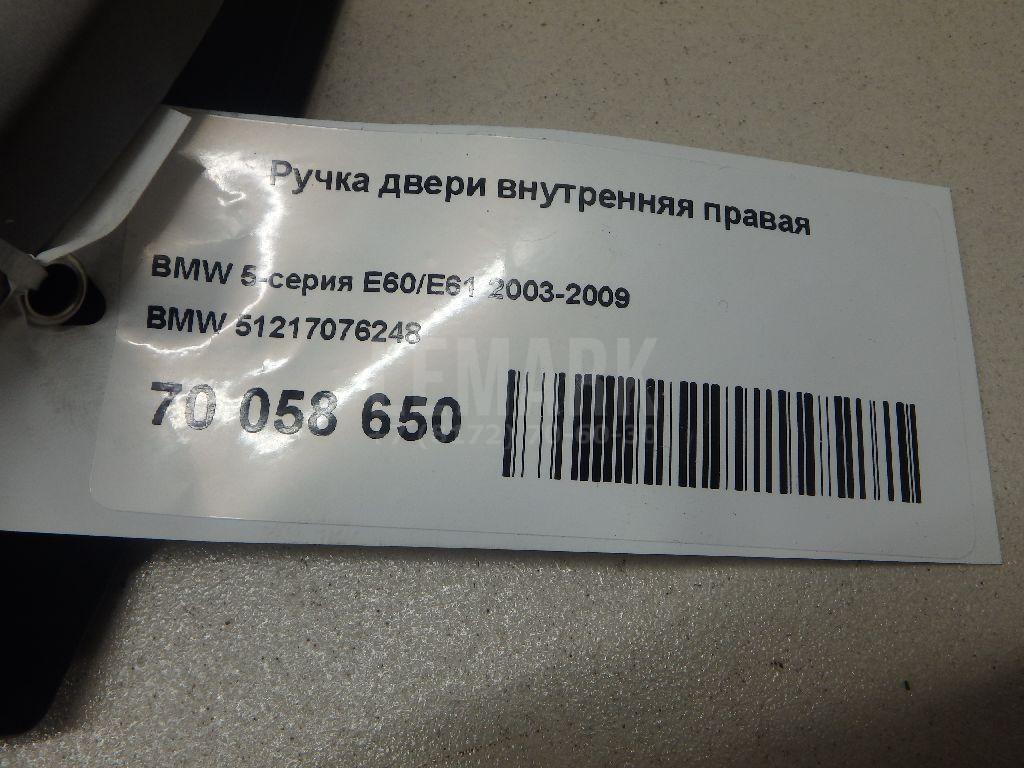 Ручка двери внутренняя правая
BMW 5-серия E60/E61 2003-2009
BMW 51217076248
70 058 650